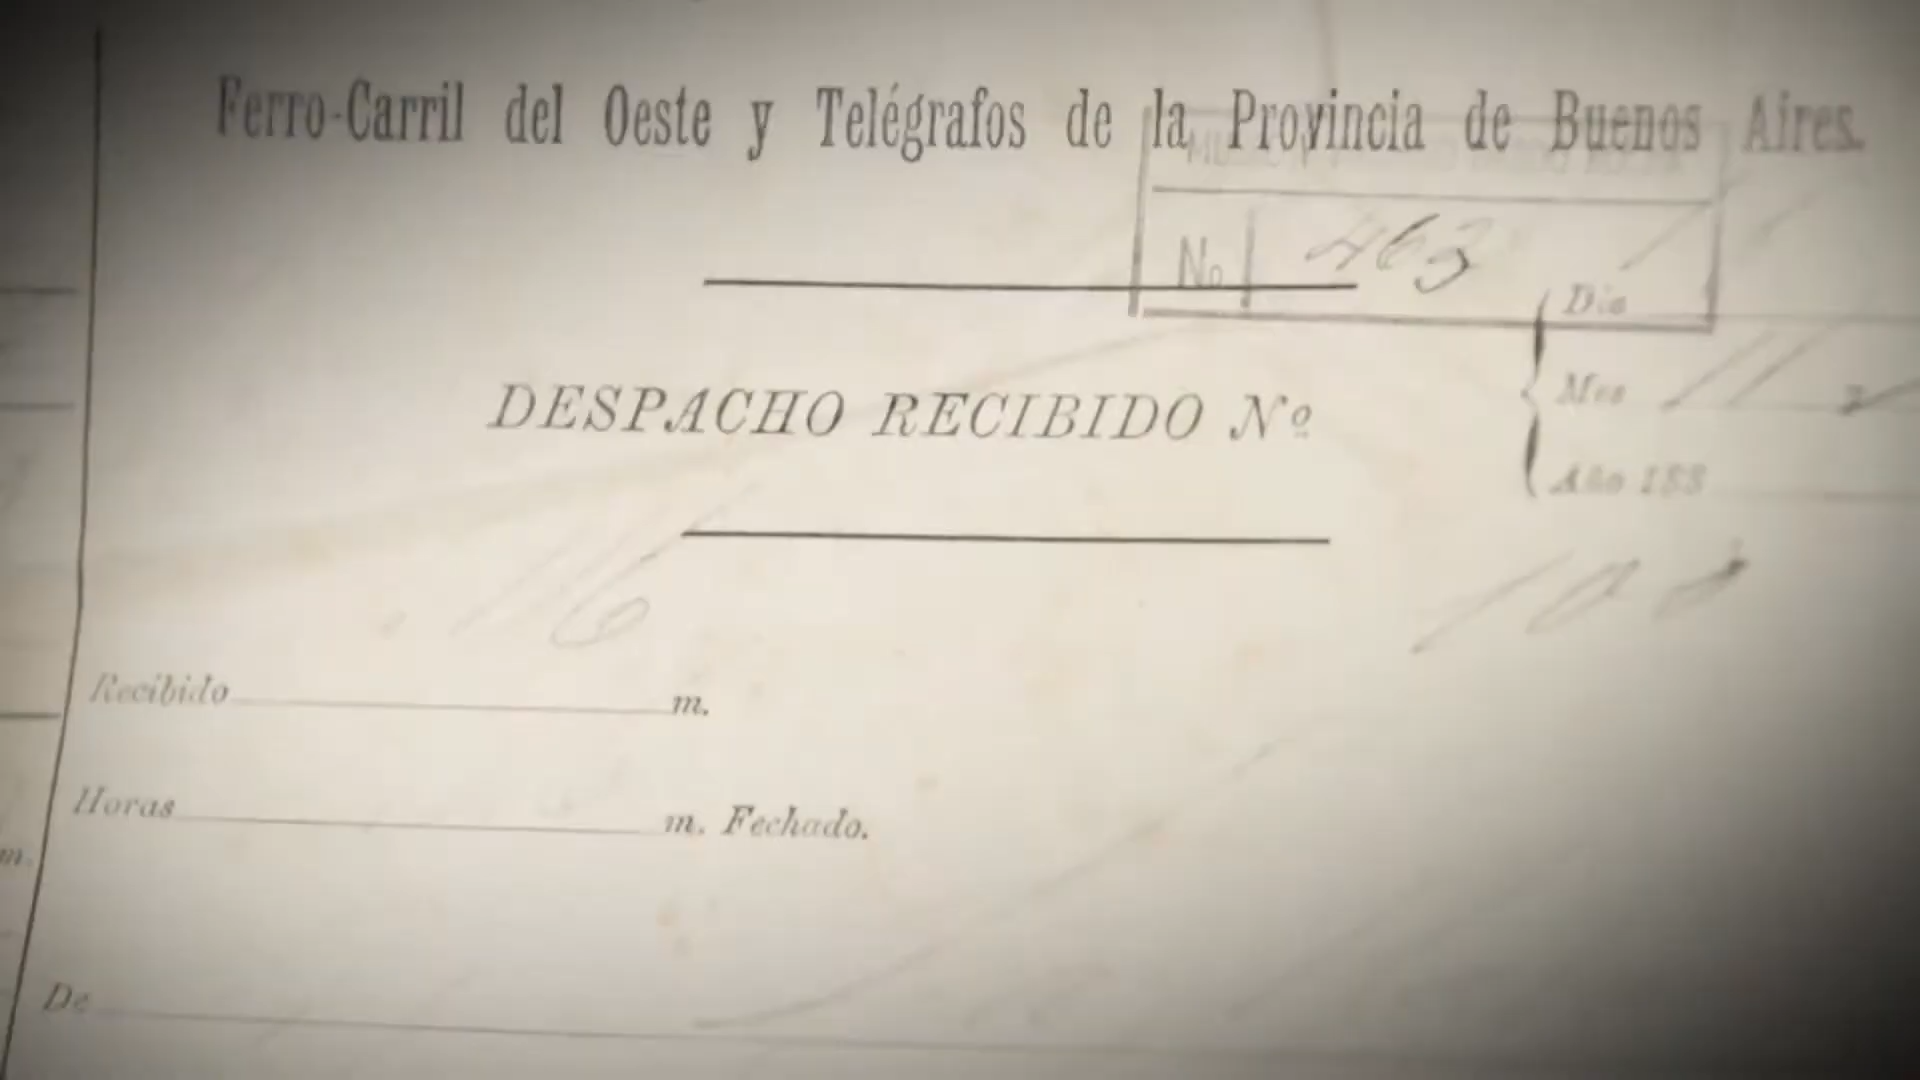 Ferro-Carril del Oeste y Telégrafos de la Provincia de Buenos Aires.
No 463
Dia
DESPACHO RECIBIDO Nº
Mes
Año 188
16
Recibido m.
Horas m. Fechado.
m.
De